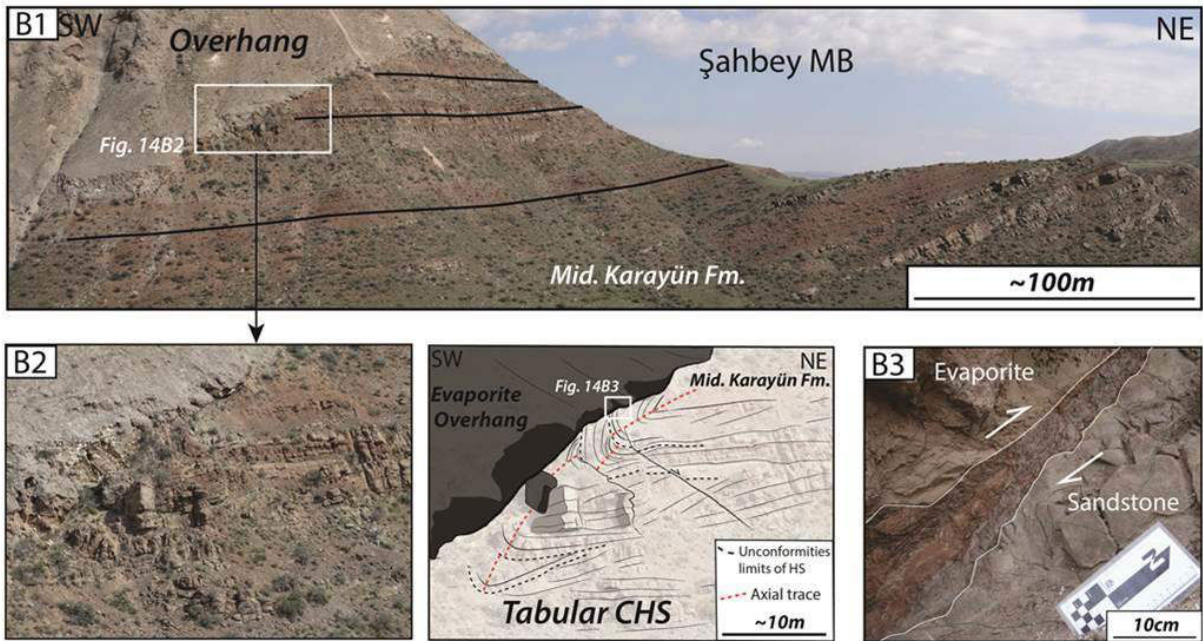 B1
SW
Overhang
Şahbey MB
NE
Fig. 14B2
Mid. Karayün Fm.
~100m
B2
SW
NE
Evaporite
Overhang
Fig. 14B3
Mid. Karayün Fm.
Unconformities
limits of HS
Axial trace
Tabular CHS
~10m
B3
Evaporite
Sandstone
10cm